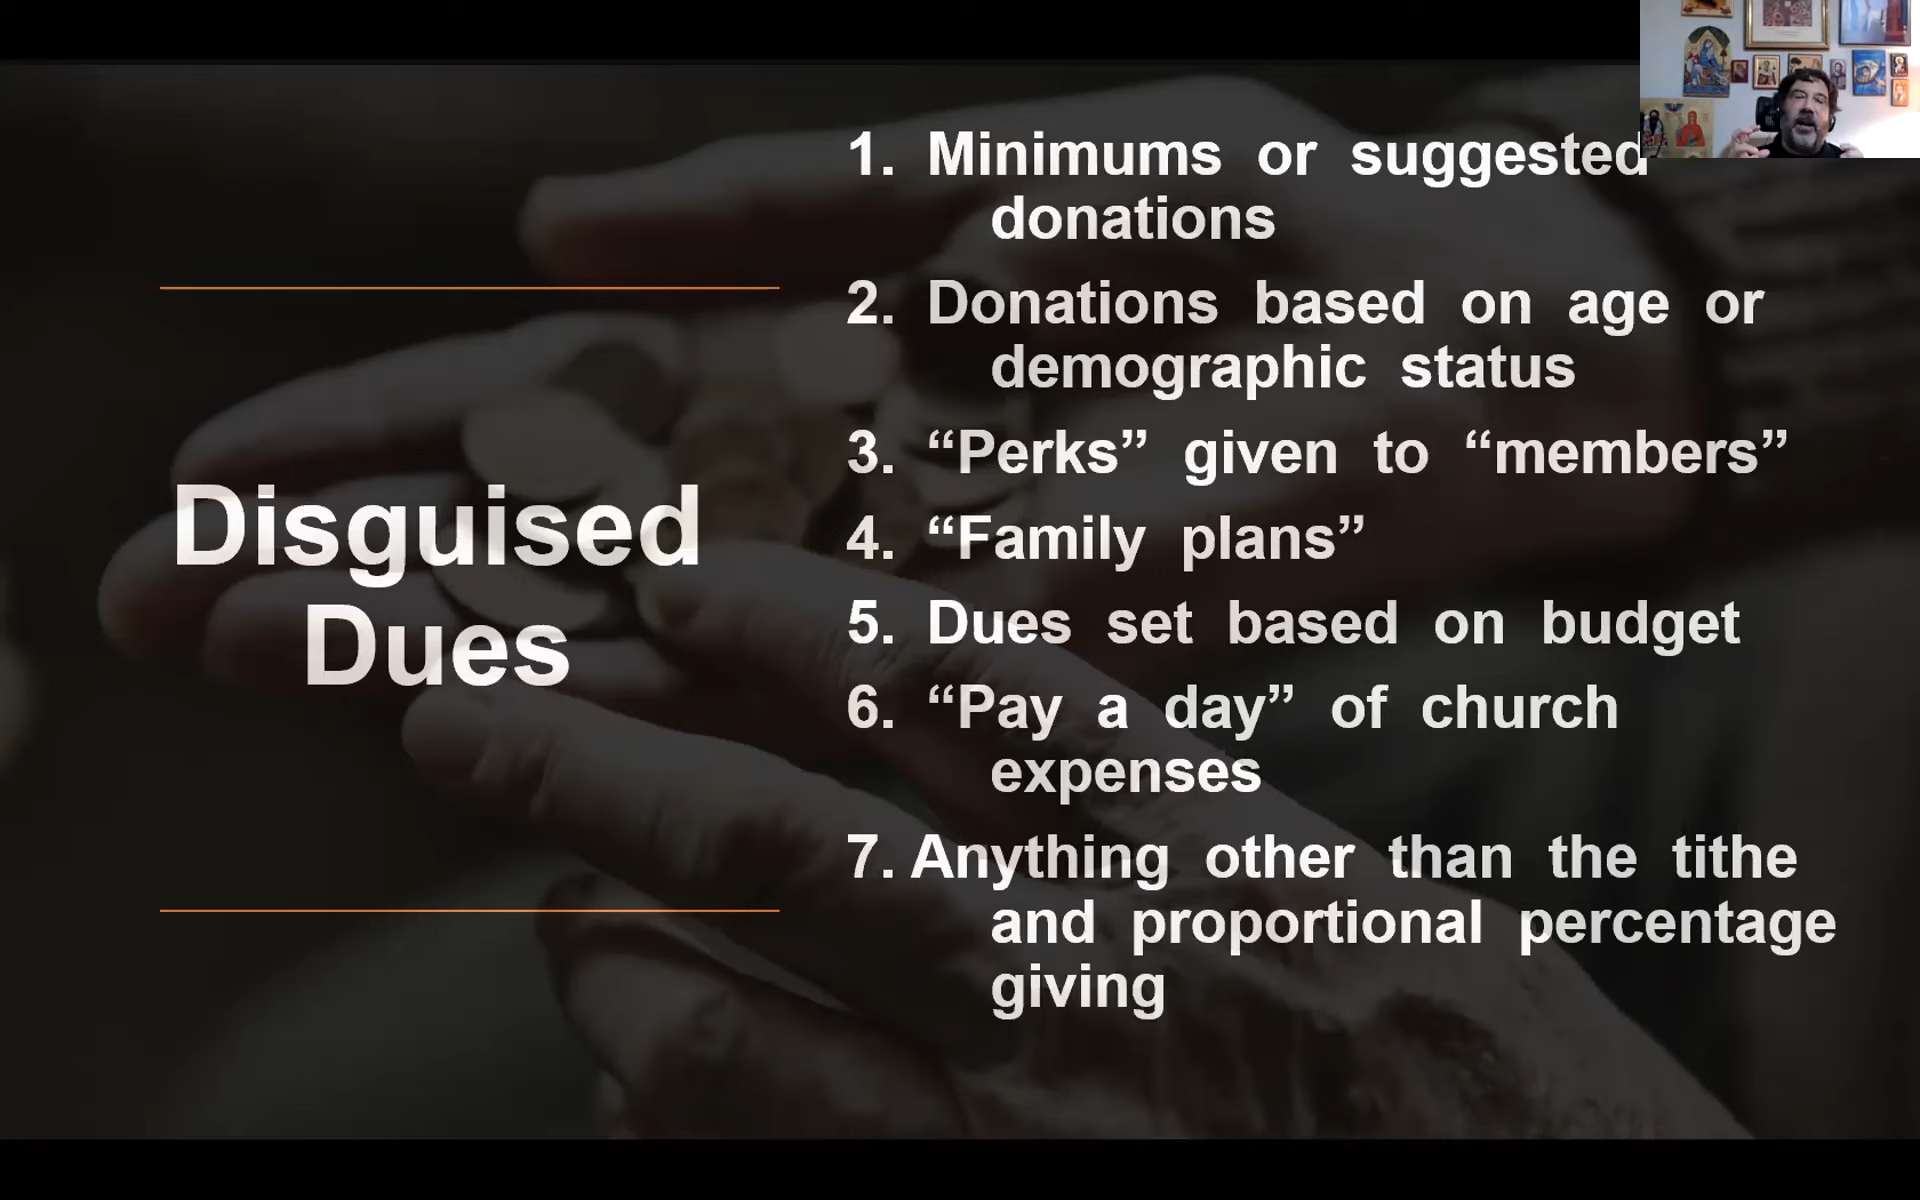 Disguised
Dues
1. Minimums or suggested
donations
2. Donations based on age or
demographic status
3. “Perks” given to “members”
4. “Family plans”
5. Dues set based on budget
6. “Pay a day” of church
expenses
7. Anything other than the tithe
and proportional percentage
giving